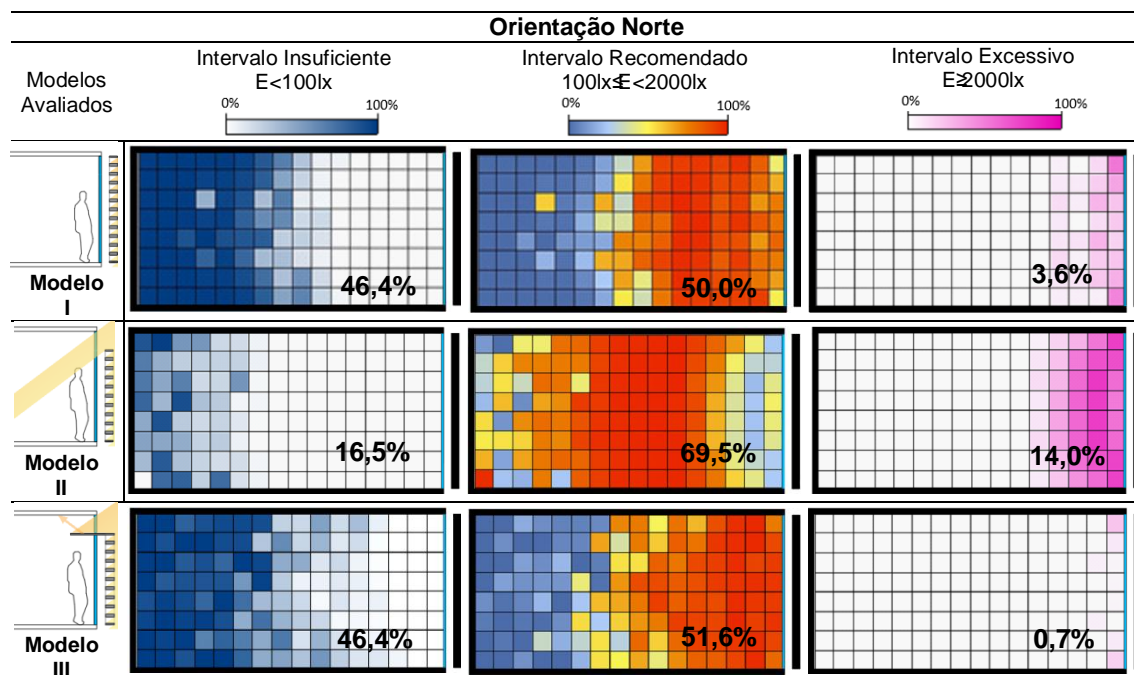 Orientação Norte
Modelos
Avaliados
Intervalo Insuficiente
E<100lx
0% 100%
Intervalo Recomendado
100lx≤E<2000lx
0% 100%
Intervalo Excessivo
E≥2000lx
0% 100%
Modelo
I
46,4%
50,0%
3,6%
Modelo
II
16,5%
69,5%
14,0%
Modelo
III
46,4%
51,6%
0,7%